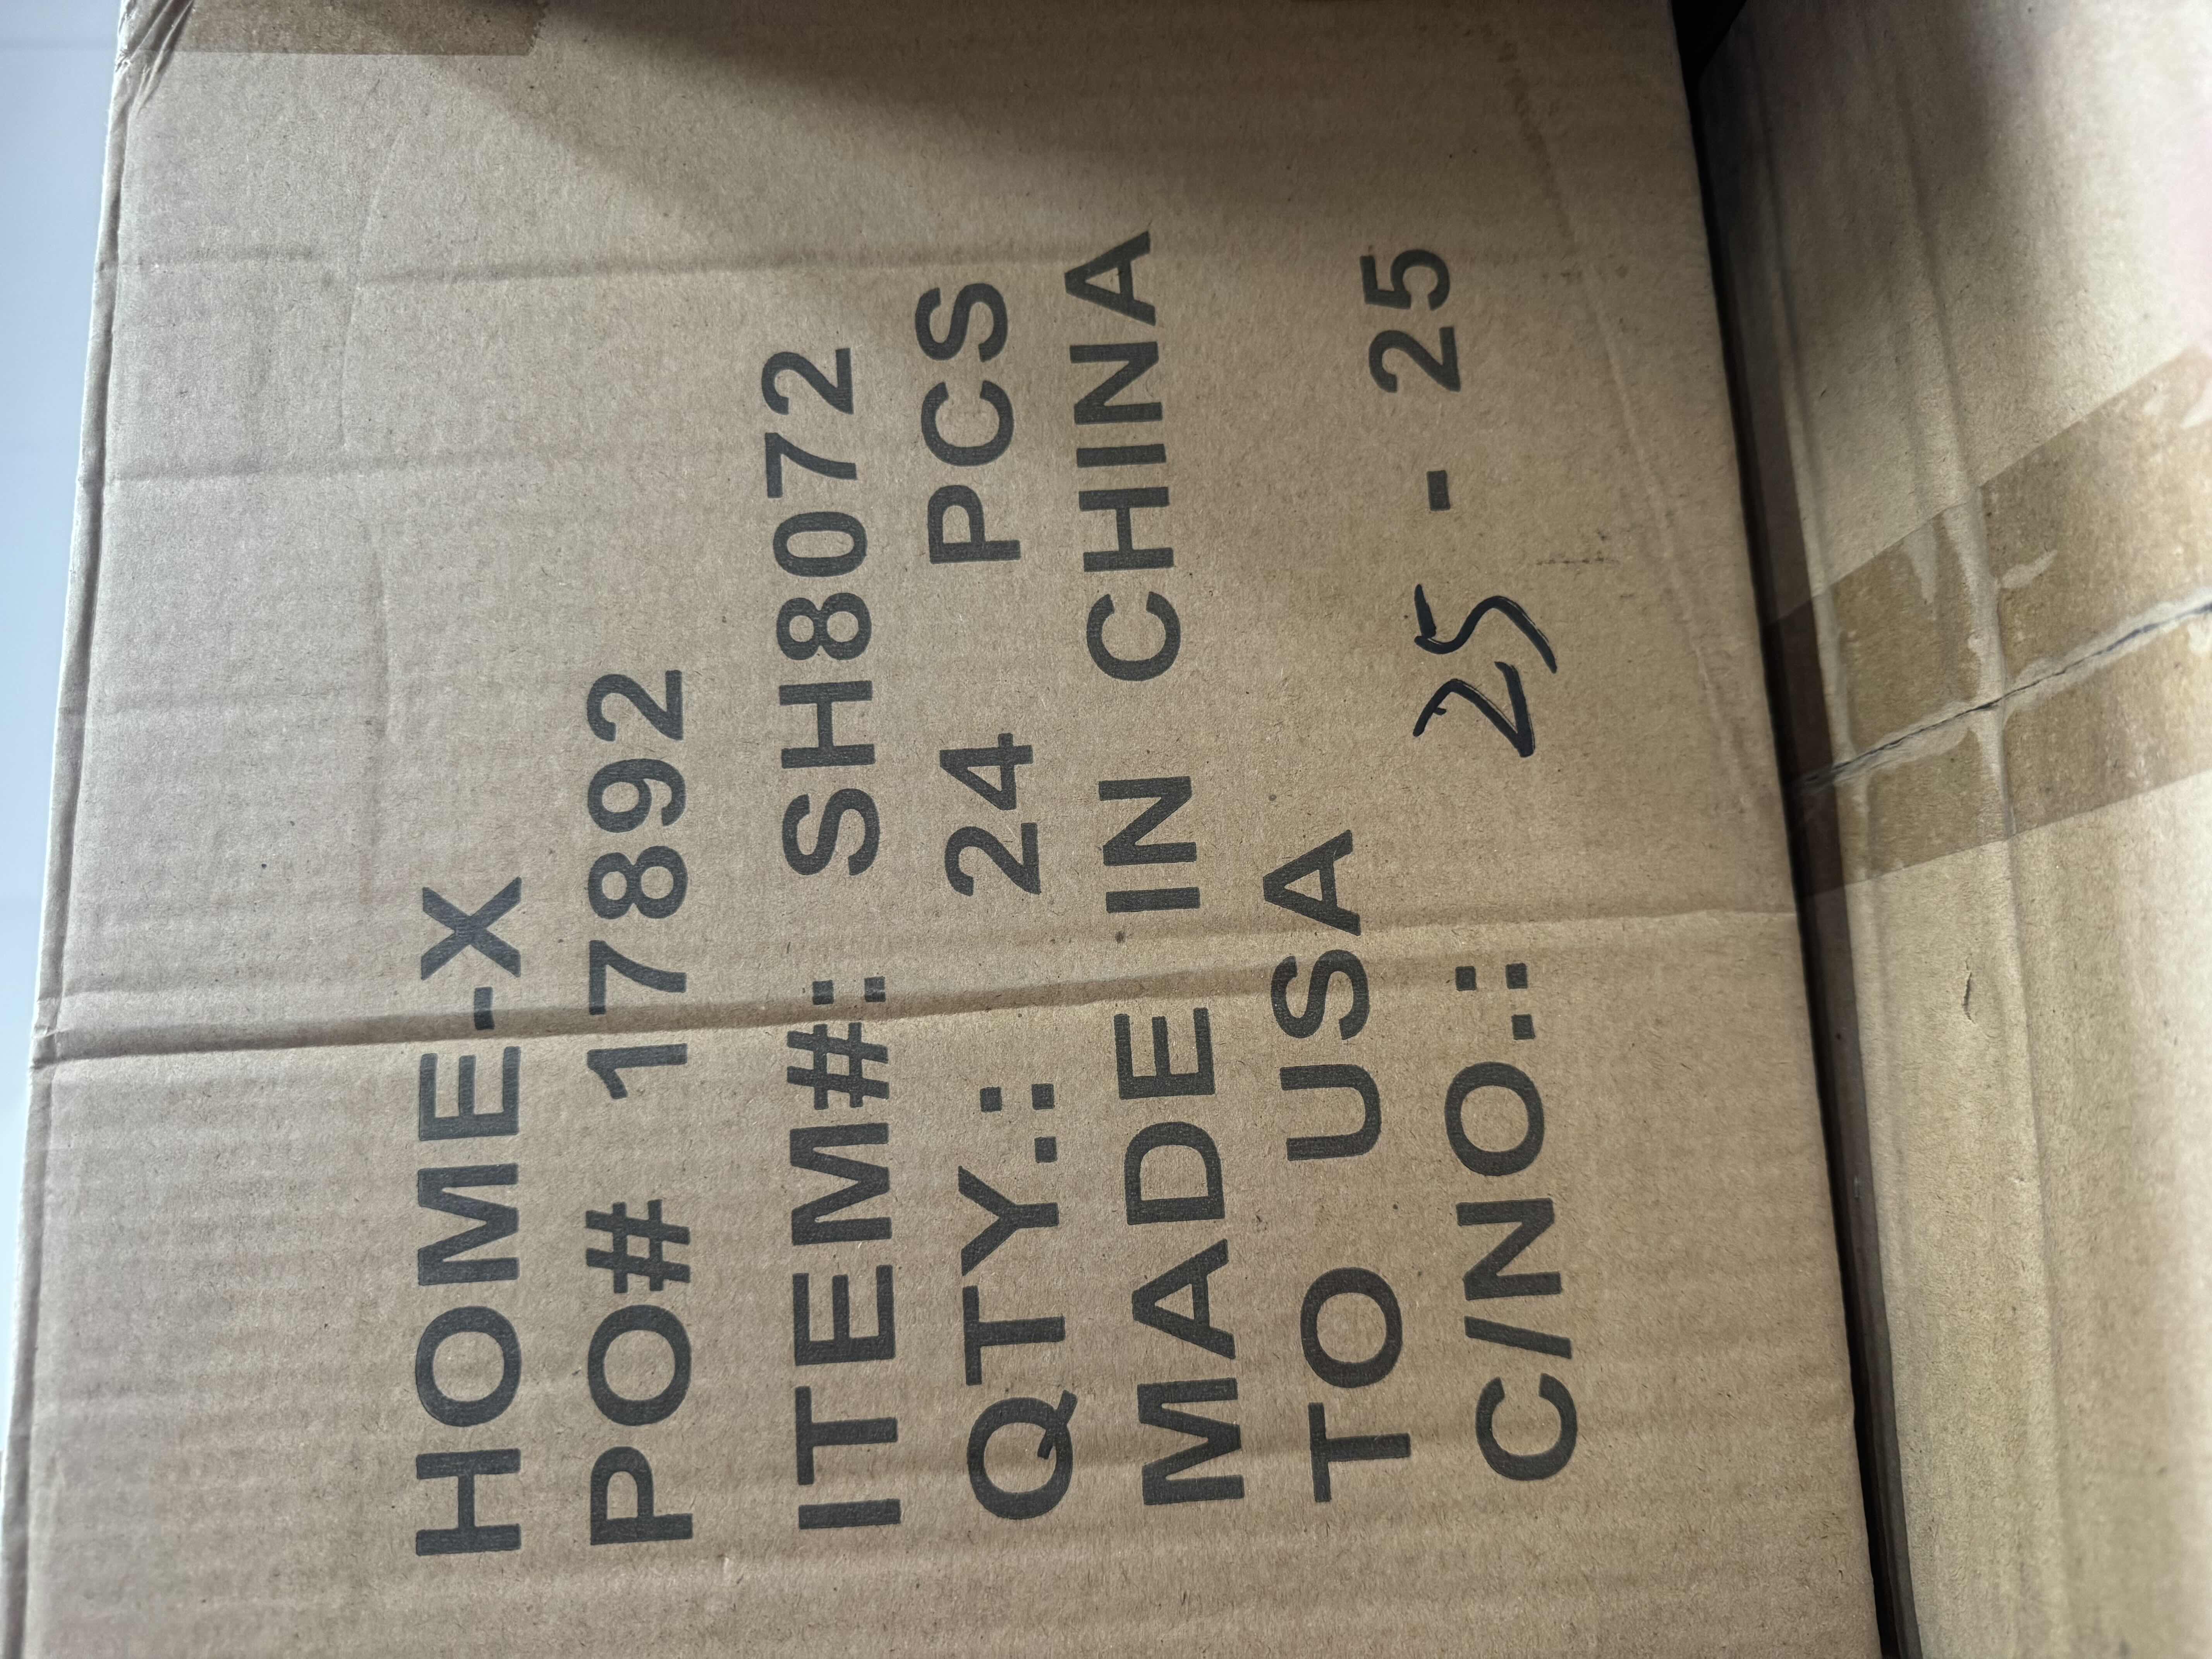 HOME-X
PO# 17892
ITEM#: SH8072
QTY.: 24 PCS
MADE IN CHINA
TO USA
C/NO.: 25 - 25